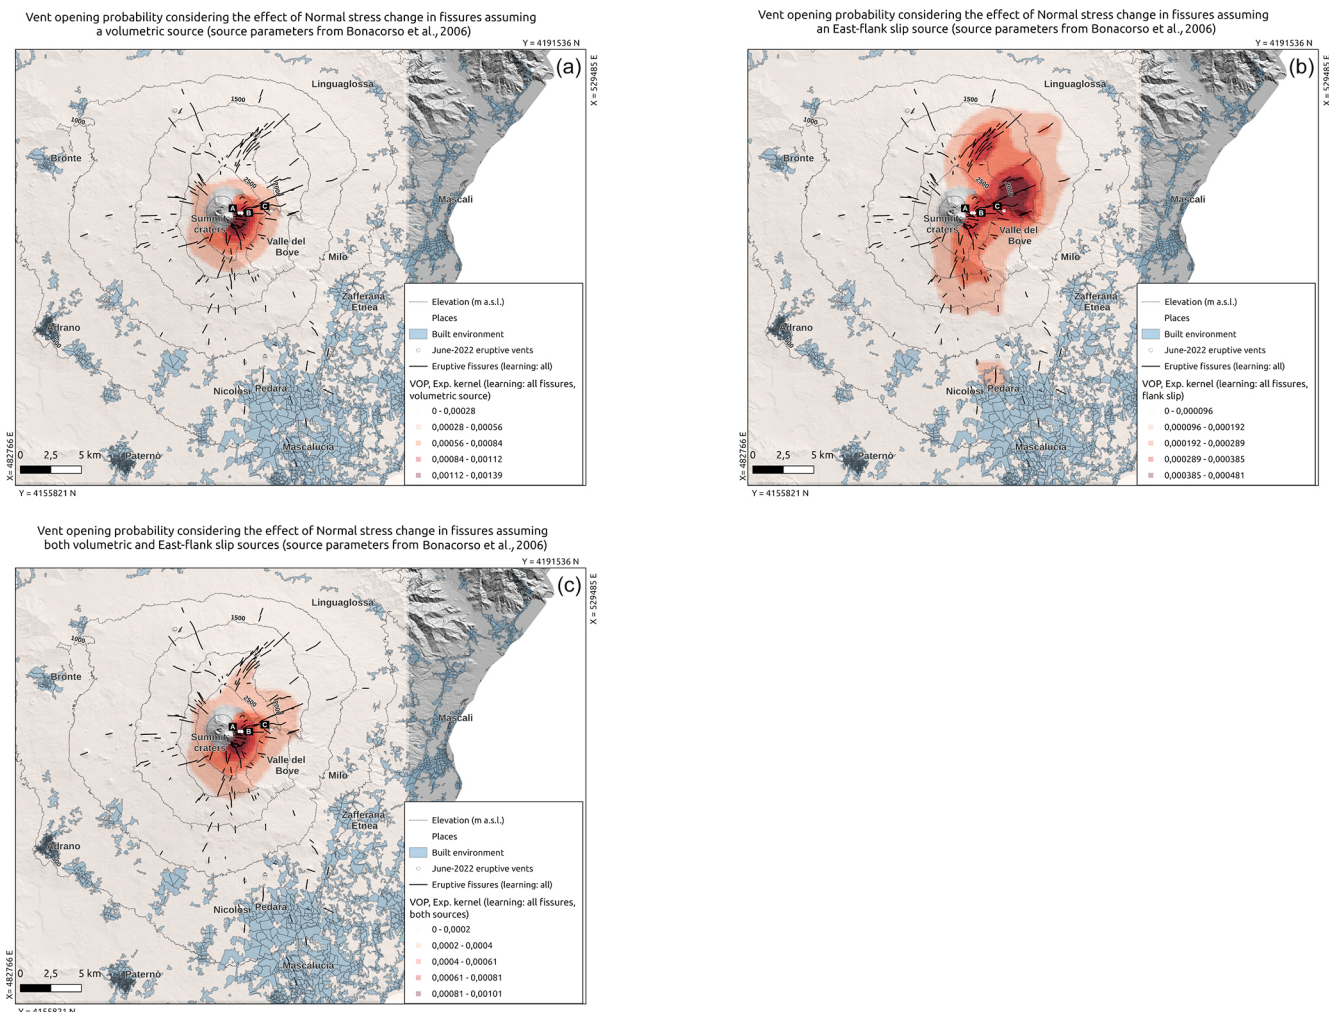 Vent opening probability considering the effect of Normal stress change in fissures assuming
a volumetric source (source parameters from Bonacorso et al., 2006)
Y = 4191536 N
(a)
X = 529485 E
Linguaglossa
1500
1000
Bronte
2500
Mascali
A
B
C
Summit
craters
Valle del
Bove
Milo
Zafferana
Etnea
Adrano
Nicolosi
Pedara
Mascalucia
Paternò
0 2,5 5 km
X= 482766 E
Y = 4155821 N
Elevation (m a.s.l.)
Places
Built environment
June-2022 eruptive vents
Eruptive fissures (learning: all)
VOP, Exp. kernel (learning: all fissures,
volumetric source)
0 - 0,00028
0,00028 - 0,00056
0,00056 - 0,00084
0,00084 - 0,00112
0,00112 - 0,00139
Vent opening probability considering the effect of Normal stress change in fissures assuming
an East-flank slip source (source parameters from Bonacorso et al., 2006)
Y = 4191536 N
(b)
X = 529485 E
Linguaglossa
1500
1000
Bronte
2500
Mascali
A
B
C
Summit
craters
Valle del
Bove
Milo
Zafferana
Etnea
Adrano
Nicolosi
Pedara
Mascalucia
Paternò
0 2,5 5 km
X= 482766 E
Y = 4155821 N
Elevation (m a.s.l.)
Places
Built environment
June-2022 eruptive vents
Eruptive fissures (learning: all)
VOP, Exp. kernel (learning: all fissures,
flank slip)
0 - 0,000096
0,000096 - 0,000192
0,000192 - 0,000289
0,000289 - 0,000385
0,000385 - 0,000481
Vent opening probability considering the effect of Normal stress change in fissures assuming
both volumetric and East-flank slip sources (source parameters from Bonacorso et al., 2006)
Y = 4191536 N
(c)
X = 529485 E
Linguaglossa
1500
1000
Bronte
2500
Mascali
A
B
C
Summit
craters
Valle del
Bove
Milo
Zafferana
Etnea
Adrano
Nicolosi
Pedara
Mascalucia
Paternò
0 2,5 5 km
X= 482766 E
Y = 4155821 N
Elevation (m a.s.l.)
Places
Built environment
June-2022 eruptive vents
Eruptive fissures (learning: all)
VOP, Exp. kernel (learning: all fissures,
both sources)
0 - 0,0002
0,0002 - 0,0004
0,0004 - 0,00061
0,00061 - 0,00081
0,00081 - 0,00101